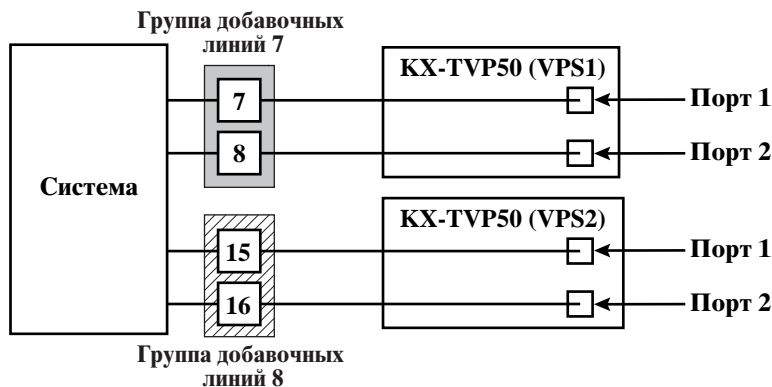 Группа добавочных
линий 7
KX-TVP50 (VPS1)
7
Порт 1
8
Порт 2
Система
KX-TVP50 (VPS2)
15
Порт 1
16
Порт 2
Группа добавочных
линий 8